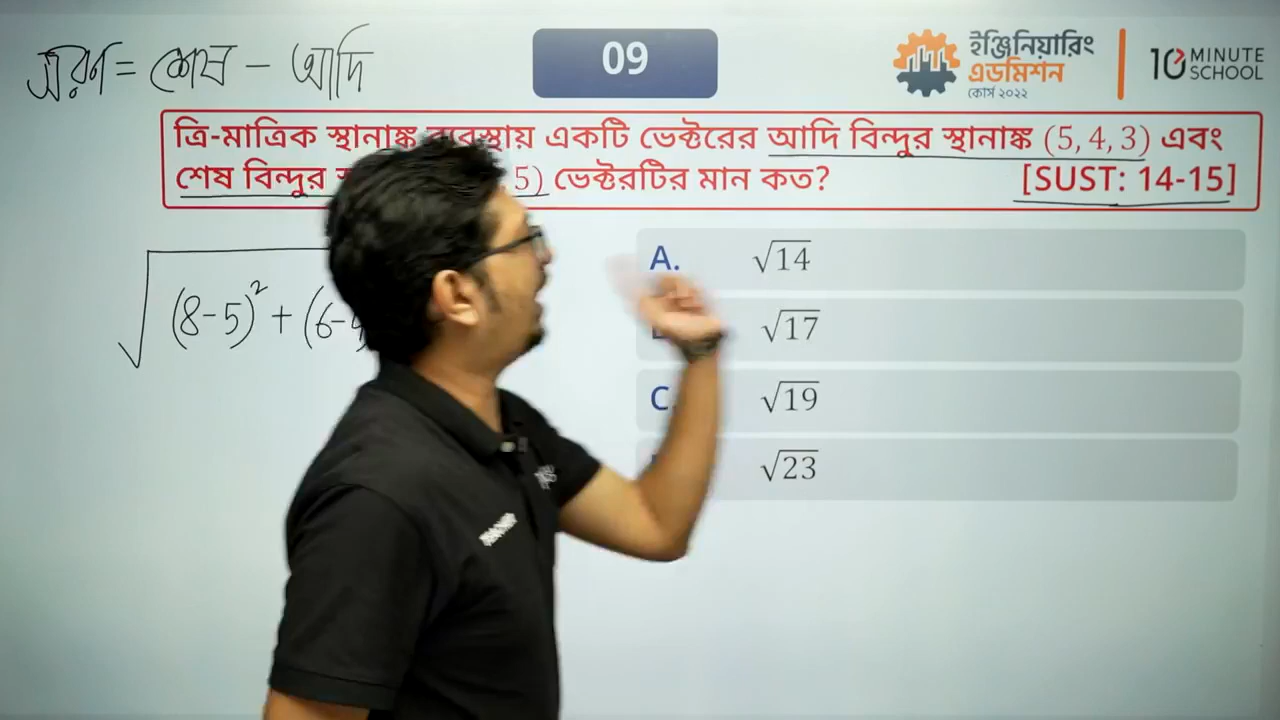 সরণ = শেষ - আদি
09
ইঞ্জিনিয়ারিং
এডমিশন
কোর্স ২০২২
10 MINUTE
SCHOOL
ত্রি-মাত্রিক স্থানাঙ্ক একটি ভেক্টরের আদি বিন্দুর স্থানাঙ্ক (5, 4, 3) এবং
শেষ বিন্দুর 5) ভেক্টরটির মান কত? [SUST: 14-15]
√(8-5)² + (6-
A. √14
√17
C. √19
√23